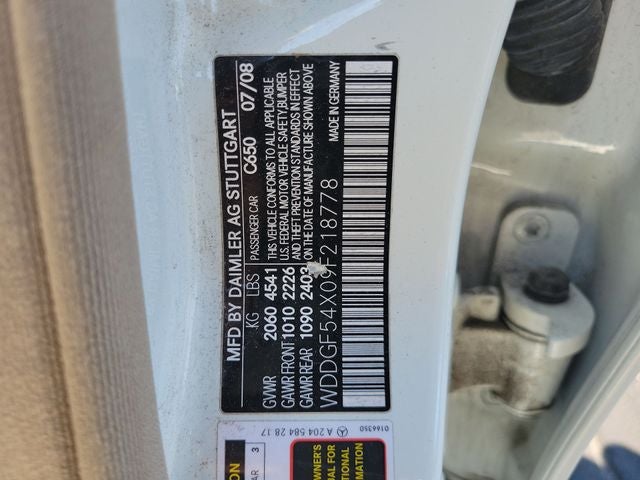 MFD BY DAIMLER AG STUTTGART
PASSENGER CAR C650 07/08
KG LBS
GVWR 2060 4541
GAWR FRONT 1010 2226
GAWR REAR 1090 2403
THIS VEHICLE CONFORMS TO ALL APPLICABLE
U.S. FEDERAL MOTOR VEHICLE SAFETY, BUMPER
AND THEFT PREVENTION STANDARDS IN EFFECT
ON THE DATE OF MANUFACTURE SHOWN ABOVE
MADE IN GERMANY
WDDGF54X09F218778
A 204 584 28 17
0166350
3